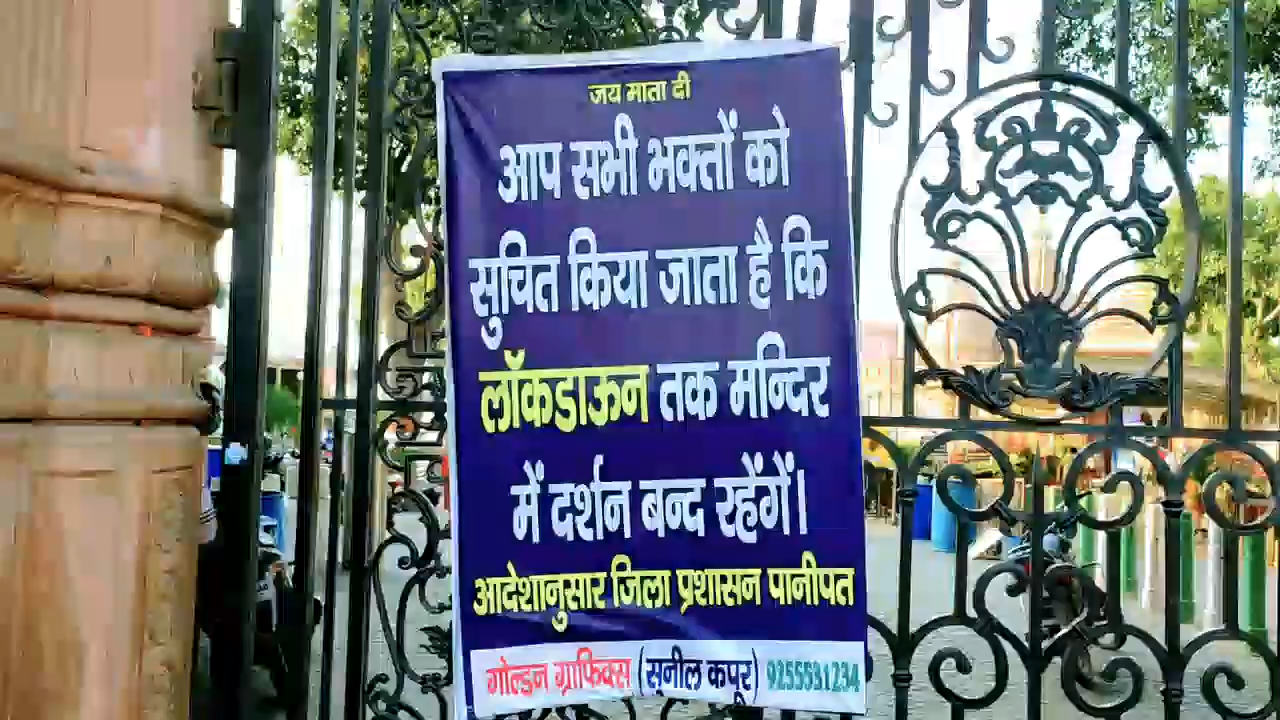 जय माता दी
आप सभी भक्तों को
सुचित किया जाता है कि
लॉकडाऊन तक मन्दिर
में दर्शन बन्द रहेंगें।
आदेशानुसार जिला प्रशासन पानीपत
गोल्डन ग्राफिक्स (सुनील कपूर) 9255531234